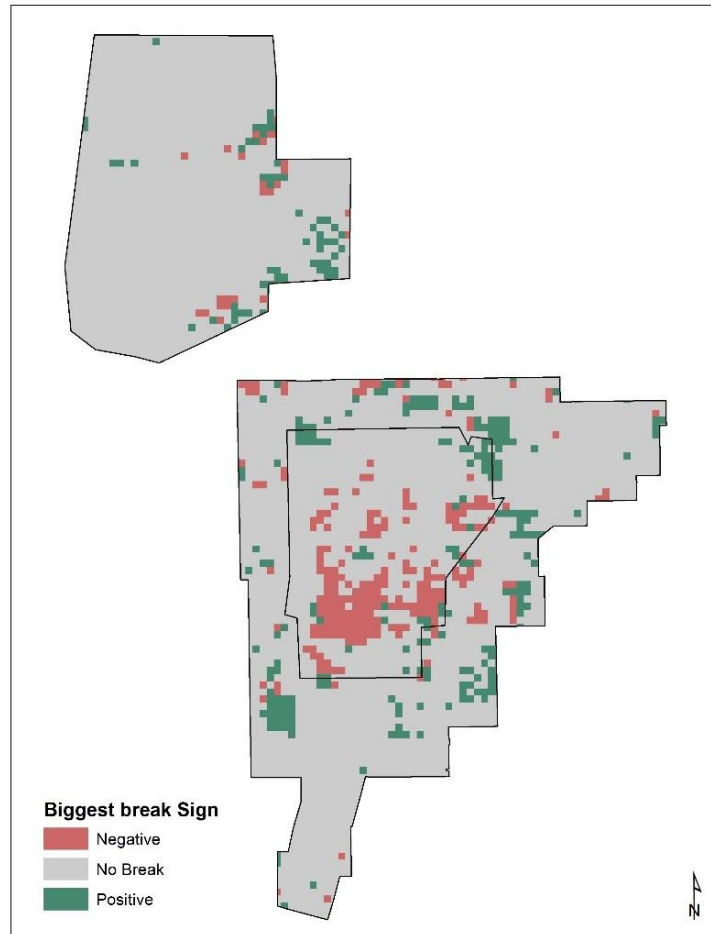 Biggest break Sign
Negative
No Break
Positive
N